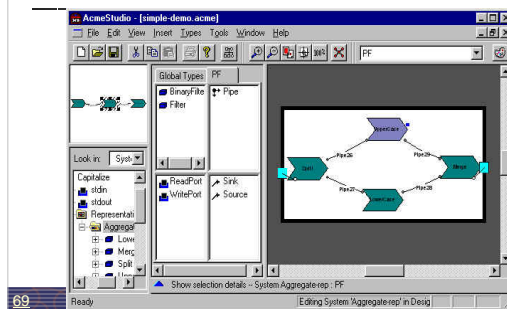 AcmeStudio - [simple-demo.acme]
File Edit View Insert Types Tools Window Help
PF
Global Types PF
BinaryFilte Pipe
Filter
UpperCase
Pipe26 Pipe29
Split Merge
Pipe27 Pipe28
LowerCase
Look in: Syste
Capitalize
stdin
stdout
Representati
Aggregat
Lowe
Merg
Split
ReadPort Sink
WritePort Source
Show selection details -- System Aggregate-rep : PF
69
Ready Editing System 'Aggregate-rep' in Desig